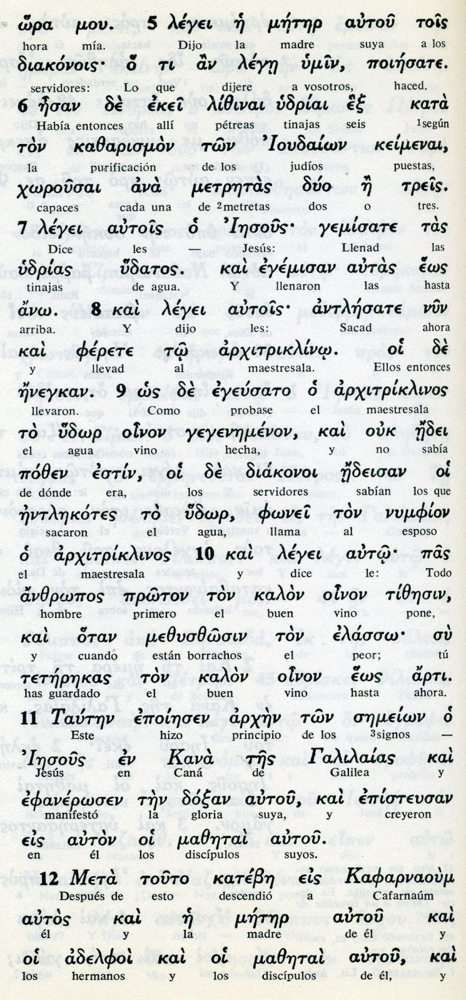 ὥρα μου. 5 λέγει ἡ μήτηρ αὐτοῦ τοῖς
hora mía. Dijo la madre suya a los
διακόνοις· ὅ τι ἂν λέγῃ ὑμῖν, ποιήσατε.
servidores: Lo que dijere a vosotros, haced.
6 ἦσαν δὲ ἐκεῖ λίθιναι ὑδρίαι ἓξ κατὰ
Había entonces allí pétreas tinajas seis ¹según
τὸν καθαρισμὸν τῶν Ἰουδαίων κείμεναι,
la purificación de los judíos puestas,
χωροῦσαι ἀνὰ μετρητὰς δύο ἢ τρεῖς.
capaces cada una de ²metretas dos o tres.
7 λέγει αὐτοῖς ὁ Ἰησοῦς· γεμίσατε τὰς
Dice les — Jesús: Llenad las
ὑδρίας ὕδατος. καὶ ἐγέμισαν αὐτὰς ἕως
tinajas de agua. Y llenaron las hasta
ἄνω. 8 καὶ λέγει αὐτοῖς· ἀντλήσατε νῦν
arriba. Y dijo les: Sacad ahora
καὶ φέρετε τῷ ἀρχιτρικλίνῳ. οἱ δὲ
y llevad al maestresala. Ellos entonces
ἤνεγκαν. 9 ὡς δὲ ἐγεύσατο ὁ ἀρχιτρίκλινος
llevaron. Como probase el maestresala
τὸ ὕδωρ οἶνον γεγενημένον, καὶ οὐκ ᾔδει
el agua vino hecha, y no sabía
πόθεν ἐστίν, οἱ δὲ διάκονοι ᾔδεισαν οἱ
de dónde era, los servidores sabían los que
ἠντληκότες τὸ ὕδωρ, φωνεῖ τὸν νυμφίον
sacaron el agua, llama al esposo
ὁ ἀρχιτρίκλινος 10 καὶ λέγει αὐτῷ· πᾶς
el maestresala y dice le: Todo
ἄνθρωπος πρῶτον τὸν καλὸν οἶνον τίθησιν,
hombre primero el buen vino pone,
καὶ ὅταν μεθυσθῶσιν τὸν ἐλάσσω· σὺ
y cuando están borrachos el peor; tú
τετήρηκας τὸν καλὸν οἶνον ἕως ἄρτι.
has guardado el buen vino hasta ahora.
11 Ταύτην ἐποίησεν ἀρχὴν τῶν σημείων ὁ
Este hizo principio de los ³signos —
Ἰησοῦς ἐν Κανὰ τῆς Γαλιλαίας καὶ
Jesús en Caná de Galilea y
ἐφανέρωσεν τὴν δόξαν αὐτοῦ, καὶ ἐπίστευσαν
manifestó la gloria suya, y creyeron
εἰς αὐτὸν οἱ μαθηταὶ αὐτοῦ.
en él los discípulos suyos.
12 Μετὰ τοῦτο κατέβη εἰς Καφαρναοὺμ
Después de esto descendió a Cafarnaúm
αὐτὸς καὶ ἡ μήτηρ αὐτοῦ καὶ
él y la madre de él y
οἱ ἀδελφοὶ καὶ οἱ μαθηταὶ αὐτοῦ, καὶ
los hermanos y los discípulos de él, y